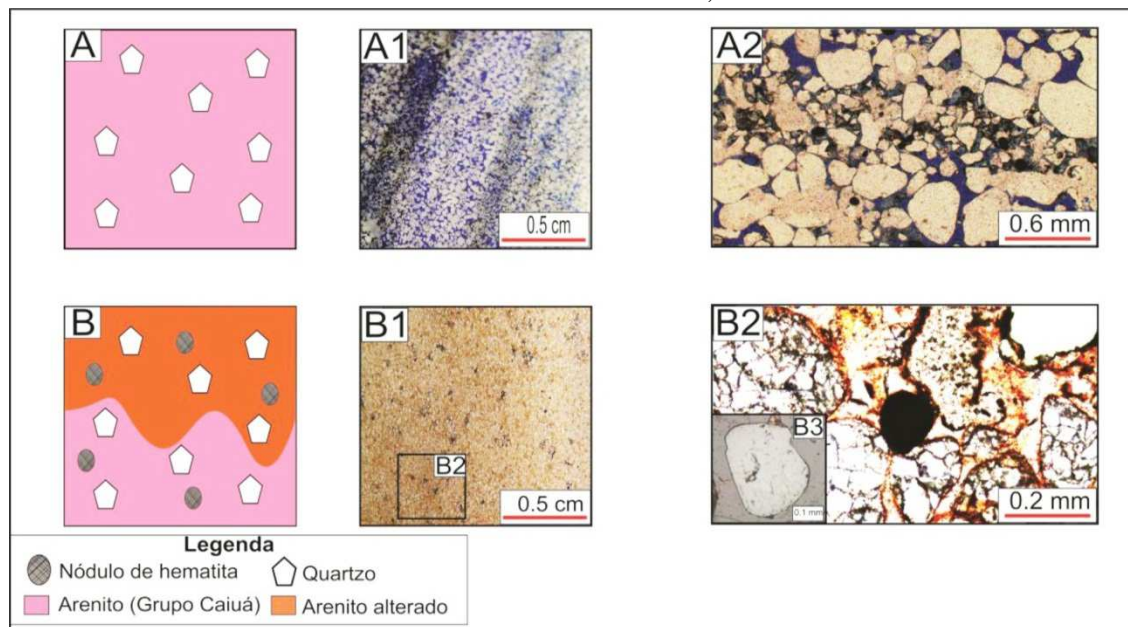 A
A1
0.5 cm
A2
0.6 mm
B
B1
B2
0.5 cm
B2
B3
0.1 mm
0.2 mm
Legenda
Nódulo de hematita
Quartzo
Arenito (Grupo Caiuá)
Arenito alterado